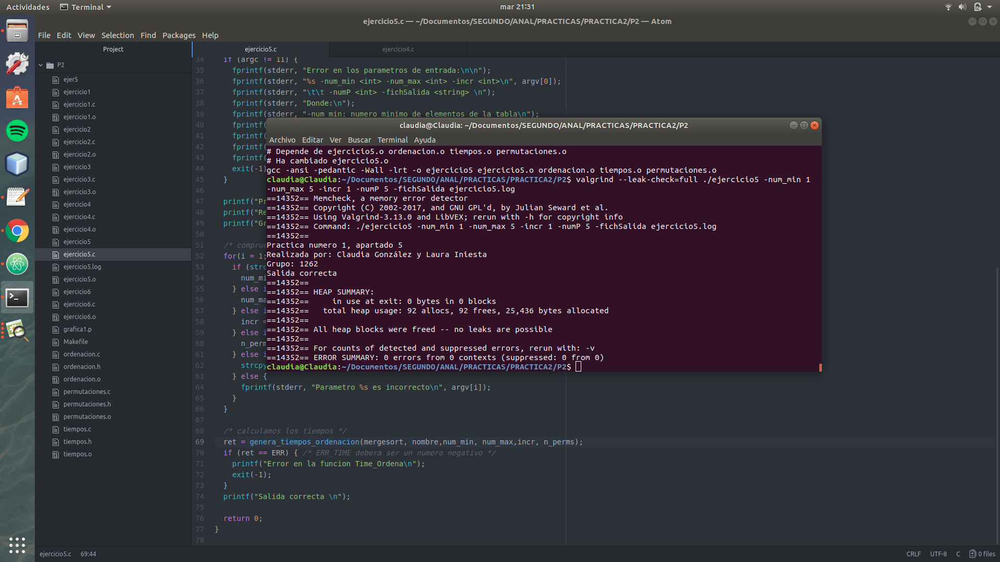 Actividades
Terminal
mar 21:31
ejercicio5.c — ~/Documentos/SEGUNDO/ANAL/PRACTICAS/PRACTICA2/P2 — Atom
File Edit View Selection Find Packages Help
Project
P2
ejer5
ejercicio1
ejercicio1.c
ejercicio1.o
ejercicio2
ejercicio2.c
ejercicio2.o
ejercicio3
ejercicio3.c
ejercicio3.o
ejercicio4
ejercicio4.c
ejercicio4.o
ejercicio5
ejercicio5.c
ejercicio5.log
ejercicio5.o
ejercicio6
ejercicio6.c
ejercicio6.o
grafica1.p
Makefile
ordenacion.c
ordenacion.h
ordenacion.o
permutaciones.c
permutaciones.h
permutaciones.o
tiempos.c
tiempos.h
tiempos.o
ejercicio5.c
ejercicio4.c
34 if (argc != 11) {
35 fprintf(stderr, "Error en los parametros de entrada:\n\n");
36 fprintf(stderr, "%s -num_min <int> -num_max <int> -incr <int>\n", argv[0]);
37 fprintf(stderr, "\t\t -numP <int> -fichSalida <string> \n");
38 fprintf(stderr, "Donde:\n");
39 fprintf(stderr, "-num_min: numero minimo de elementos de la tabla\n");
40 fprintf(
41 fprintf(
42 fprintf(
43 fprintf(
44 exit(-1)
45 }
46
47 printf("Pr
48 printf("Re
49 printf("Gr
50
51 /* comprue
52 for(i = 1;
53 if (strc
54 num_mi
55 } else i
56 num_ma
57 } else i
58 incr =
59 } else i
60 n_perm
61 } else i
62 strcpy
63 } else {
64 fprintf(stderr, "Parametro %s es incorrecto\n", argv[i]);
65 }
66 }
67
68 /* calculamos los tiempos */
69 ret = genera_tiempos_ordenacion(mergesort, nombre,num_min, num_max,incr, n_perms);
70 if (ret == ERR) { /* ERR_TIME debera ser un numero negativo */
71 printf("Error en la funcion Time_Ordena\n");
72 exit(-1);
73 }
74 printf("Salida correcta \n");
75
76 return 0;
77 }
78
claudia@Claudia: ~/Documentos/SEGUNDO/ANAL/PRACTICAS/PRACTICA2/P2
Archivo Editar Ver Buscar Terminal Ayuda
# Depende de ejercicio5.o ordenacion.o tiempos.o permutaciones.o
# Ha cambiado ejercicio5.o
gcc -ansi -pedantic -Wall -lrt -o ejercicio5 ejercicio5.o ordenacion.o tiempos.o permutaciones.o
claudia@Claudia:~/Documentos/SEGUNDO/ANAL/PRACTICAS/PRACTICA2/P2$ valgrind --leak-check=full ./ejercicio5 -num_min 1
-num_max 5 -incr 1 -numP 5 -fichSalida ejercicio5.log
==14352== Memcheck, a memory error detector
==14352== Copyright (C) 2002-2017, and GNU GPL'd, by Julian Seward et al.
==14352== Using Valgrind-3.13.0 and LibVEX; rerun with -h for copyright info
==14352== Command: ./ejercicio5 -num_min 1 -num_max 5 -incr 1 -numP 5 -fichSalida ejercicio5.log
==14352==
Practica numero 1, apartado 5
Realizada por: Claudia González y Laura Iniesta
Grupo: 1262
Salida correcta
==14352==
==14352== HEAP SUMMARY:
==14352== in use at exit: 0 bytes in 0 blocks
==14352== total heap usage: 92 allocs, 92 frees, 25,436 bytes allocated
==14352==
==14352== All heap blocks were freed -- no leaks are possible
==14352==
==14352== For counts of detected and suppressed errors, rerun with: -v
==14352== ERROR SUMMARY: 0 errors from 0 contexts (suppressed: 0 from 0)
claudia@Claudia:~/Documentos/SEGUNDO/ANAL/PRACTICAS/PRACTICA2/P2$
ejercicio5.c 69:44
CRLF UTF-8 C 0 files